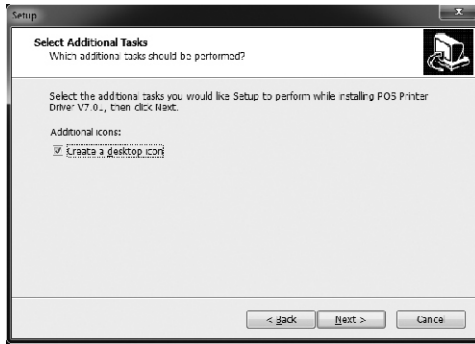 Setup
Select Additional Tasks
Which additional tasks should be performed?
Select the additional tasks you would like Setup to perform while installing POS Printer
Driver V7.01, then click Next.
Additional icons:
Create a desktop icon
< Back
Next >
Cancel